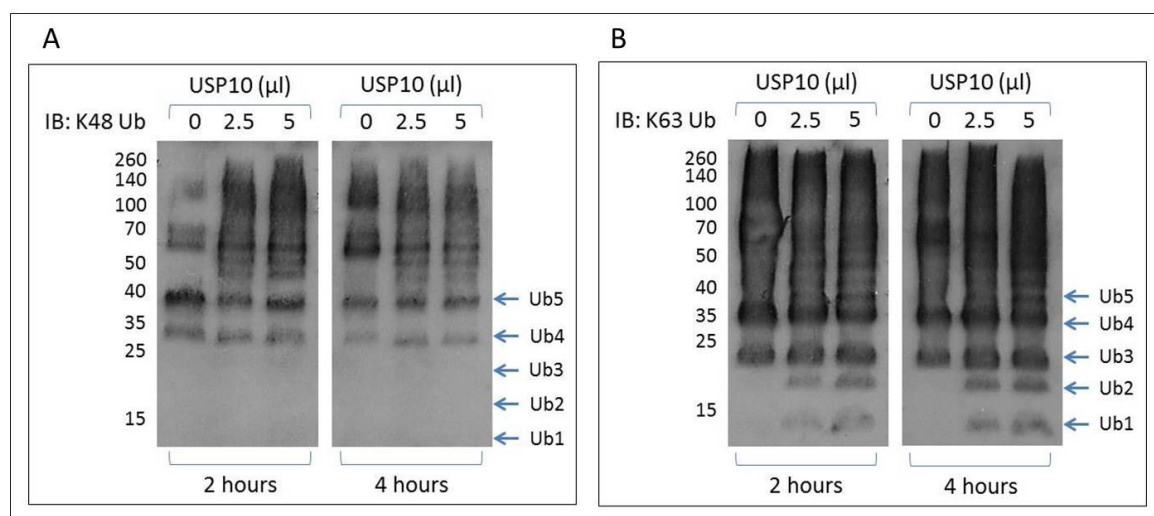 A
USP10 (µl) USP10 (µl)
IB: K48 Ub 0 2.5 5 0 2.5 5
260
140
100
70
50
40
Ub5
35
Ub4
25
Ub3
Ub2
15
Ub1
2 hours 4 hours
B
USP10 (µl) USP10 (µl)
IB: K63 Ub 0 2.5 5 0 2.5 5
260
140
100
70
50
40
Ub5
35
Ub4
25
Ub3
Ub2
15
Ub1
2 hours 4 hours